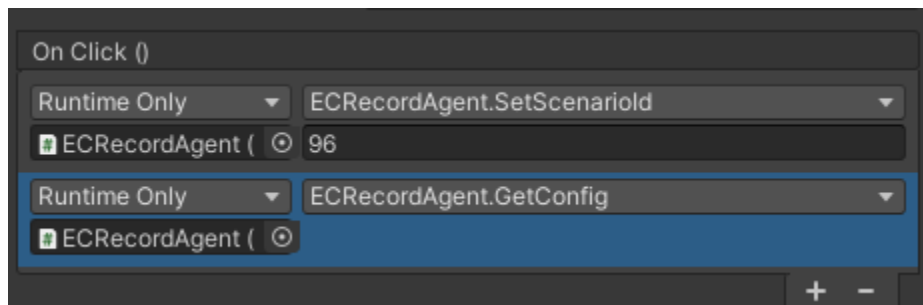 On Click ()
Runtime Only ECRecordAgent.SetScenarioId
ECRecordAgent ( 96
Runtime Only ECRecordAgent.GetConfig
ECRecordAgent (
+ -